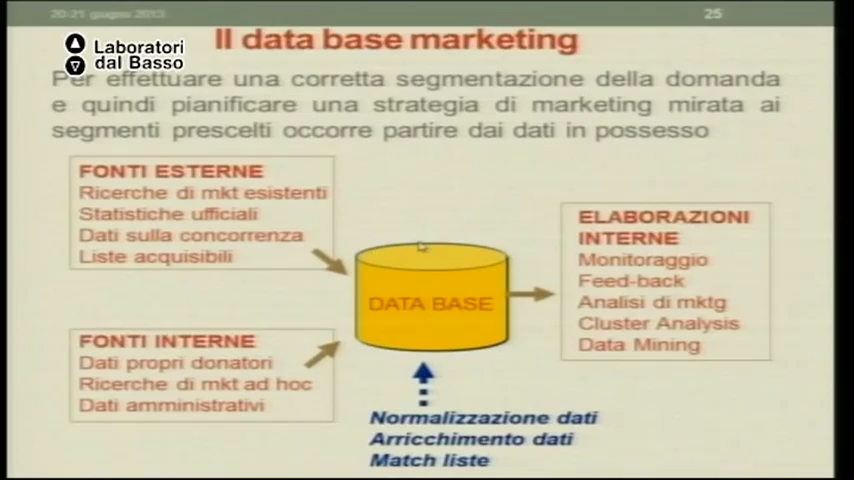 20-21 giugno 2013
25
Laboratori
dal Basso
Il data base marketing
Per effettuare una corretta segmentazione della domanda
e quindi pianificare una strategia di marketing mirata ai
segmenti prescelti occorre partire dai dati in possesso
FONTI ESTERNE
Ricerche di mkt esistenti
Statistiche ufficiali
Dati sulla concorrenza
Liste acquisibili
FONTI INTERNE
Dati propri donatori
Ricerche di mkt ad hoc
Dati amministrativi
DATA BASE
ELABORAZIONI
INTERNE
Monitoraggio
Feed-back
Analisi di mktg
Cluster Analysis
Data Mining
Normalizzazione dati
Arricchimento dati
Match liste